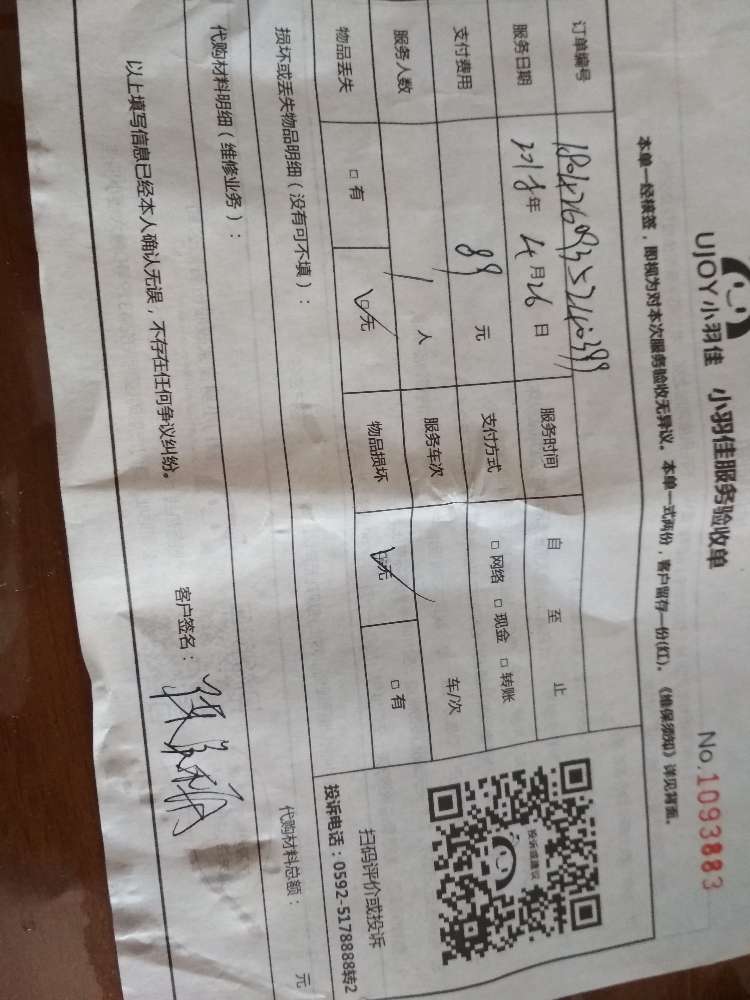 UJOY小羽佳 小羽佳服务验收单
No.1093883
本单一经核签，即视为对本次服务验收无异议。本单一式两份，客户留存一份(红)。《维保须知》详见背面。
订单编号
服务日期 2018年4月26日 服务时间 自 至 止
支付费用 89元 支付方式 □网络 □现金 □转账
服务人数 1人 服务车次 车/次
物品丢失 □有 ☑无 物品损坏 ☑无 □有
损坏或丢失物品明细（没有可不填）：
代购材料明细（维修业务）：
代购材料总额： 元
投诉或建议
扫码评价或投诉
投诉电话：0592-5178888转2
以上填写信息已经本人确认无误，不存在任何争议纠纷。
客户签名：